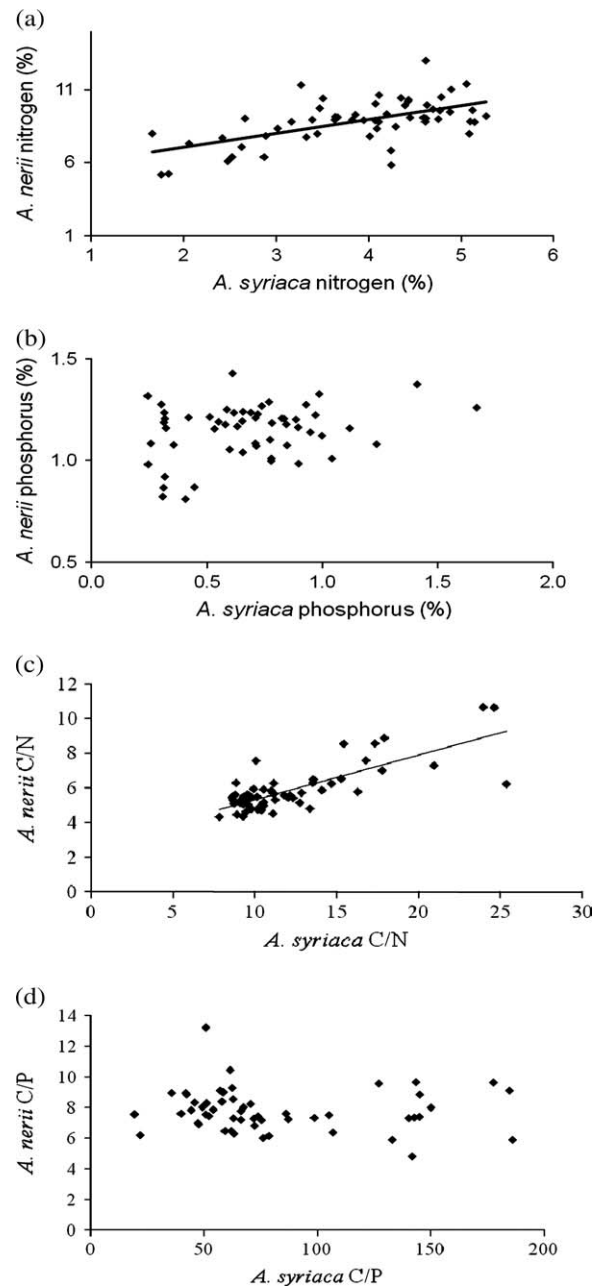 (a)
A. nerii nitrogen (%)
11
6
1
1 2 3 4 5 6
A. syriaca nitrogen (%)
(b)
A. nerii phosphorus (%)
1.5
1.0
0.5
0.0 0.5 1.0 1.5 2.0
A. syriaca phosphorus (%)
(c)
A. nerii C/N
12
10
8
6
4
2
0
0 5 10 15 20 25 30
A. syriaca C/N
(d)
A. nerii C/P
14
12
10
8
6
4
2
0
0 50 100 150 200
A. syriaca C/P